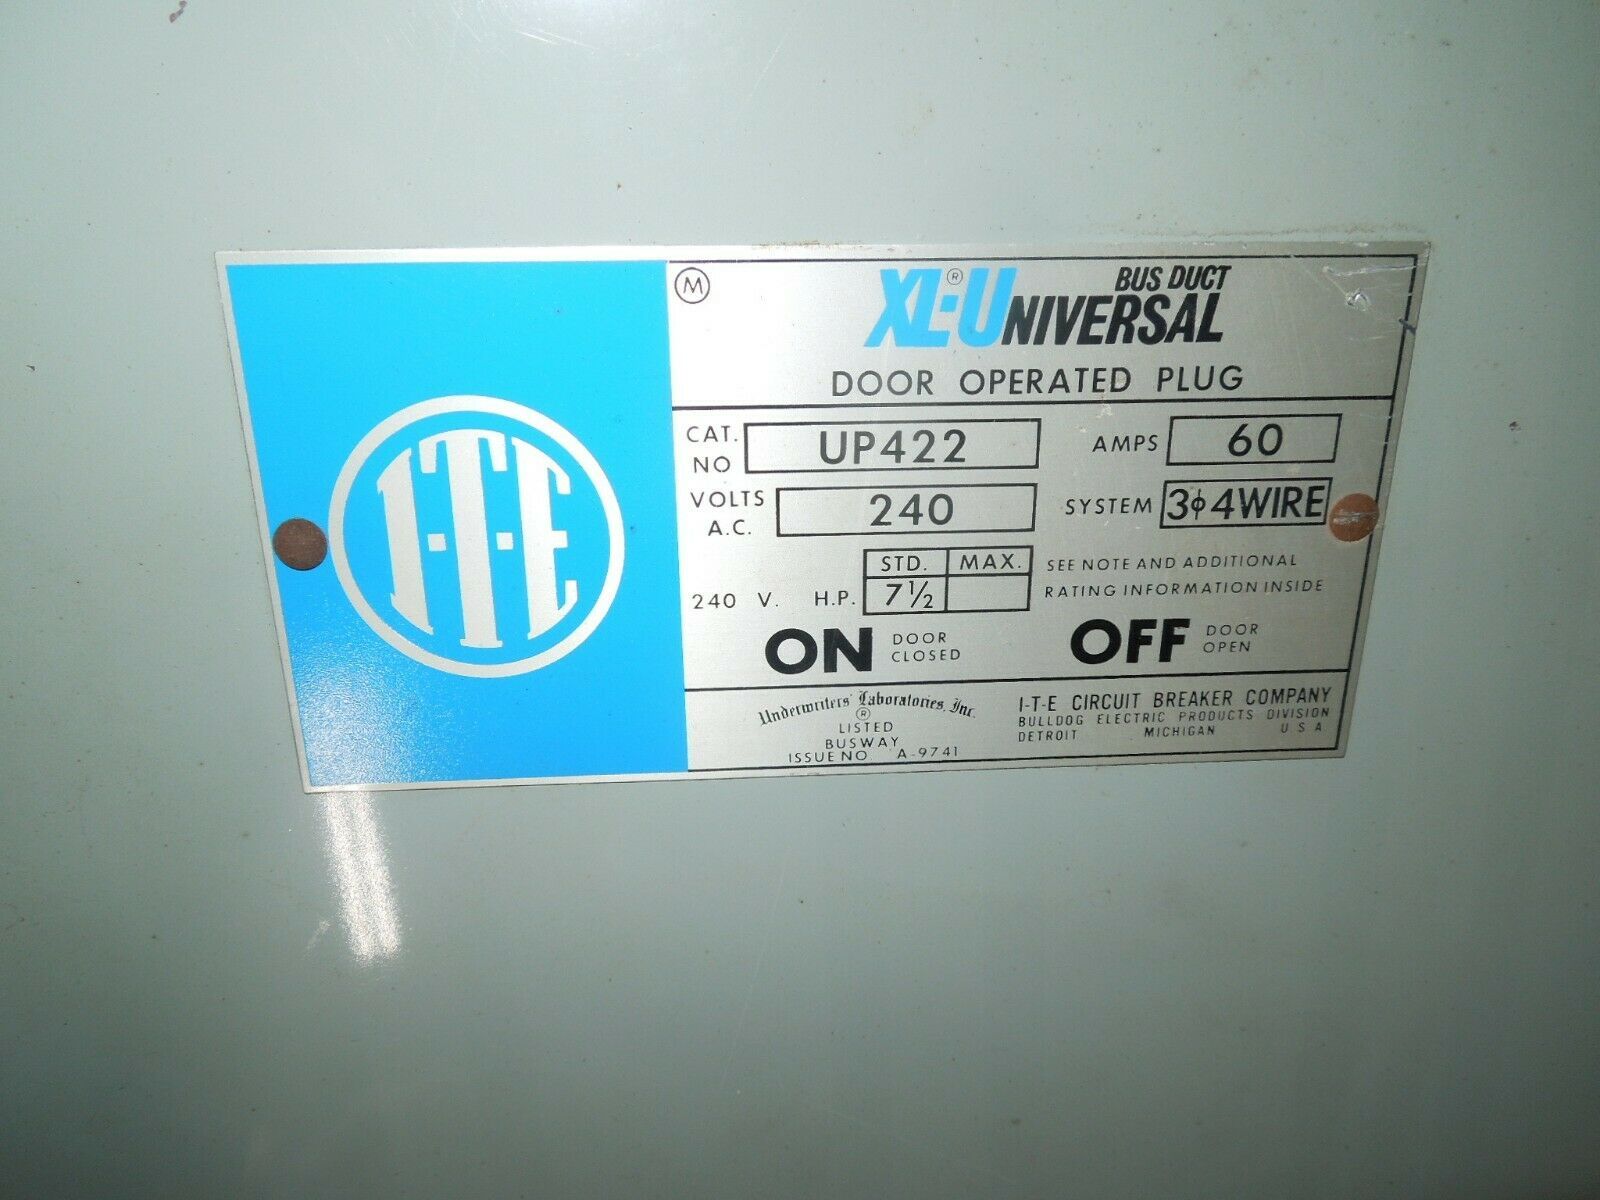 I-T-E
M
XL-UNIVERSAL® BUS DUCT
DOOR OPERATED PLUG
CAT. NO UP422 AMPS 60
VOLTS A.C. 240 SYSTEM 3ϕ4WIRE
STD. MAX.
240 V. H.P. 7½
SEE NOTE AND ADDITIONAL
RATING INFORMATION INSIDE
ON DOOR CLOSED OFF DOOR OPEN
Underwriters' Laboratories, Inc.
®
LISTED
BUSWAY
ISSUE NO A-9741
I-T-E CIRCUIT BREAKER COMPANY
BULLDOG ELECTRIC PRODUCTS DIVISION
DETROIT MICHIGAN U S A